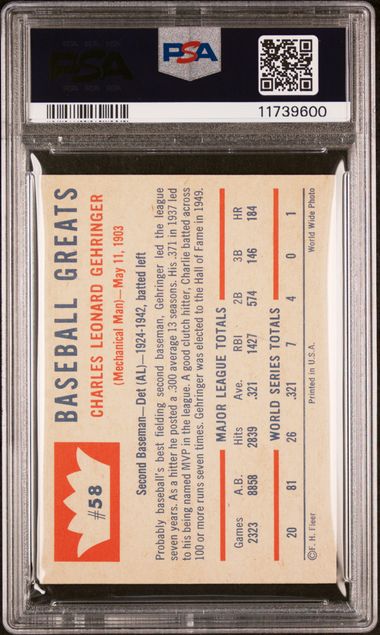 PSA
PSA
11739600
#58
BASEBALL GREATS
CHARLES LEONARD GEHRINGER
(Mechanical Man)—May 11, 1903
Second Baseman—Det (AL)—1924-1942, batted left
Probably baseball's best fielding second baseman, Gehringer led the league
seven years. As a hitter he posted a .300 average 13 seasons. His .371 in 1937 led
to his being named MVP in the league. A good clutch hitter, Charlie batted across
100 or more runs seven times. Gehringer was elected to the Hall of Fame in 1949.
MAJOR LEAGUE TOTALS
Games A.B. Hits Ave. RBI 2B 3B HR
2323 8858 2839 .321 1427 574 146 184
WORLD SERIES TOTALS
20 81 26 .321 7 4 0 1
©F. H. Fleer Printed in U.S.A. World Wide Photo